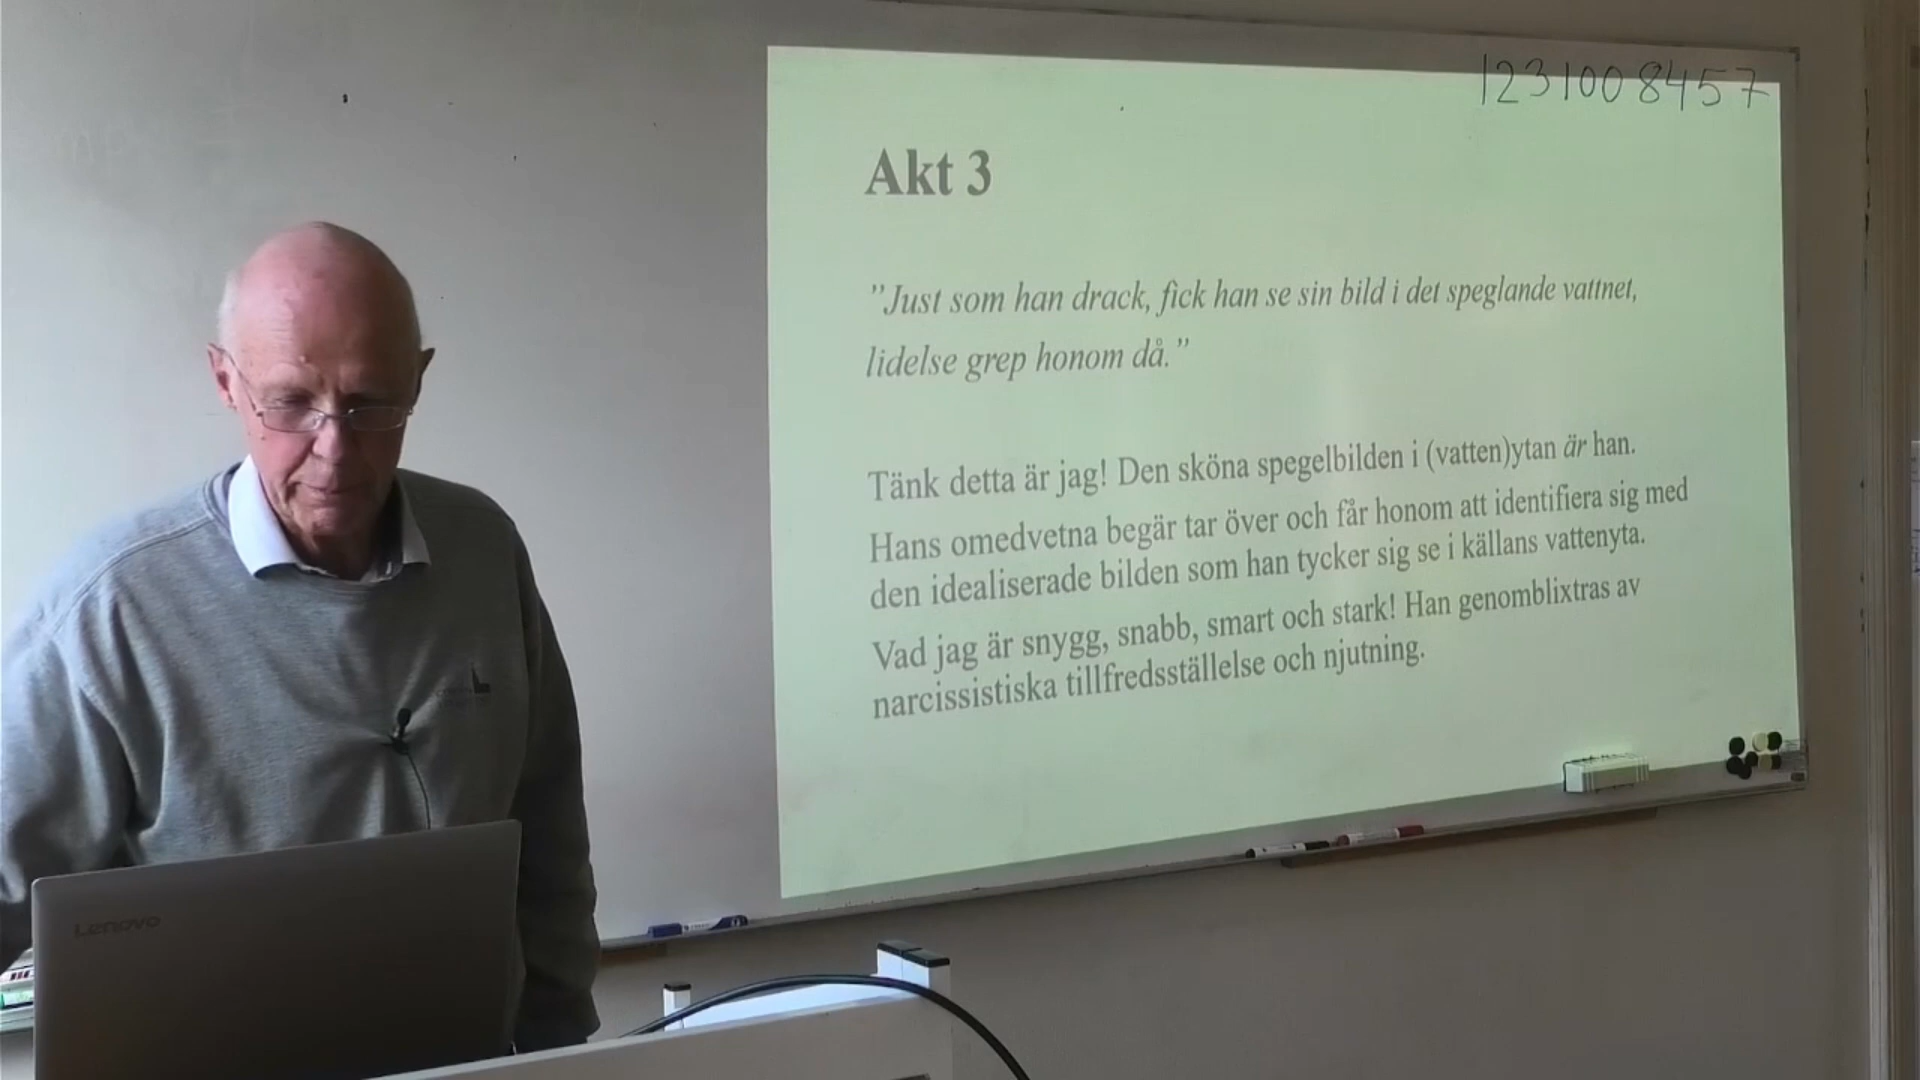 1231008457
Akt 3
”Just som han drack, fick han se sin bild i det speglande vattnet,
lidelse grep honom då.”
Tänk detta är jag! Den sköna spegelbilden i (vatten)ytan är han.
Hans omedvetna begär tar över och får honom att identifiera sig med
den idealiserade bilden som han tycker sig se i källans vattenyta.
Vad jag är snygg, snabb, smart och stark! Han genomblixtras av
narcissistiska tillfredsställelse och njutning.
Lenovo